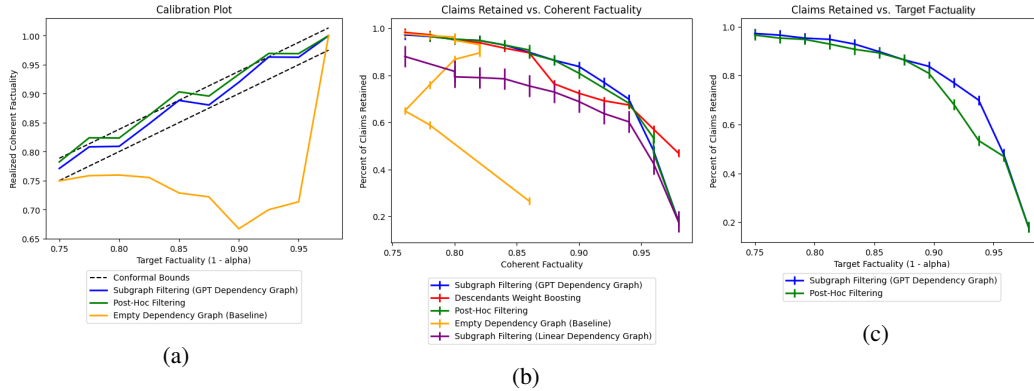 Calibration Plot
Realized Coherent Factuality
1.00
0.95
0.90
0.85
0.80
0.75
0.70
0.65
0.75
0.80
0.85
0.90
0.95
Target Factuality (1 - alpha)
Conformal Bounds
Subgraph Filtering (GPT Dependency Graph)
Post-Hoc Filtering
Empty Dependency Graph (Baseline)
(a)
Claims Retained vs. Coherent Factuality
Percent of Claims Retained
1.0
0.8
0.6
0.4
0.2
0.75
0.80
0.85
0.90
0.95
Coherent Factuality
Subgraph Filtering (GPT Dependency Graph)
Descendants Weight Boosting
Post-Hoc Filtering
Empty Dependency Graph (Baseline)
Subgraph Filtering (Linear Dependency Graph)
(b)
Claims Retained vs. Target Factuality
Percent of Claims Retained
1.0
0.8
0.6
0.4
0.2
0.75
0.80
0.85
0.90
0.95
Target Factuality (1 - alpha)
Subgraph Filtering (GPT Dependency Graph)
Post-Hoc Filtering
(c)